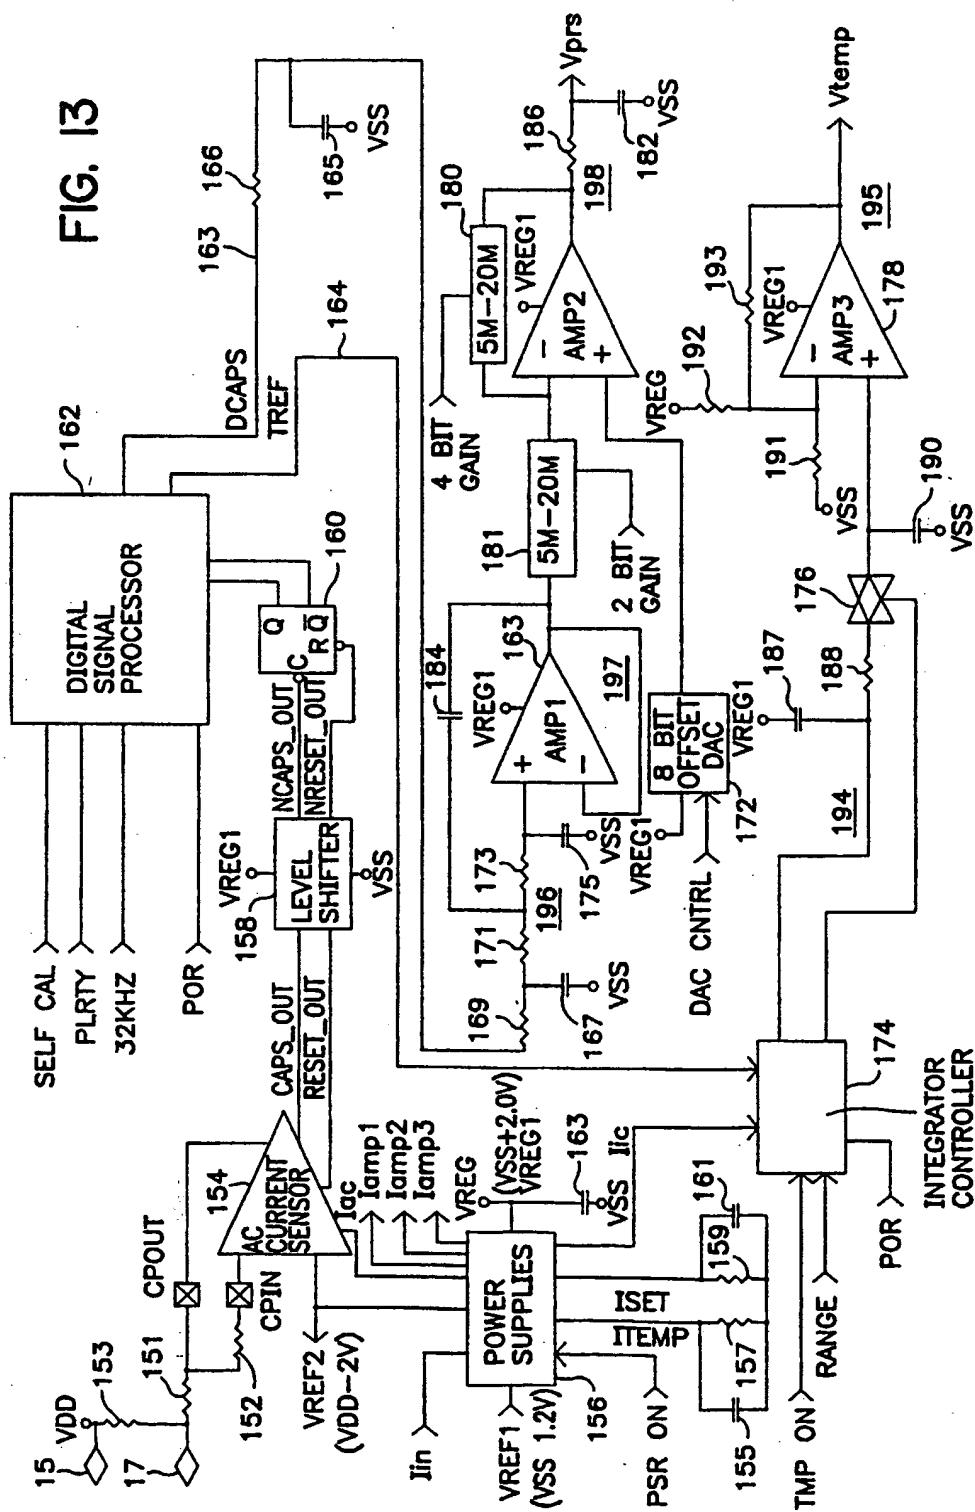 FIG. 13
SELF CAL
PLRTY
32KHZ
POR
DIGITAL
SIGNAL
PROCESSOR
162
DCAPS
TREF
163
166
165
VSS
164
15
17
VDD
153
151
152
CPOUT
CPIN
154
AC
CURRENT
SENSOR
CAPS_OUT
RESET_OUT
VREG1
158
LEVEL
SHIFTER
VSS
NCAPS_OUT
NRESET_OUT
C
Q
R
Q
160
VREF2
(VDD-2V)
Iac
Iamp1
Iamp2
Iamp3
VREG
(VSS+2.0V)
VREG1
163
VSS
Iic
Iin
VREF1
(VSS 1.2V)
POWER
SUPPLIES
156
PSR ON
ISET
ITEMP
155
157
159
161
169
167
VSS
171
196
173
175
VSS
184
VREG1
163
+
AMP1
-
197
181
5M-20M
2 BIT
GAIN
4 BIT
GAIN
180
5M-20M
VREG1
-
AMP2
+
198
186
Vprs
182
VSS
VREG1
8 BIT
OFFSET
DAC
172
DAC CNTRL
TMP ON
RANGE
POR
174
INTEGRATOR
CONTROLLER
194
VREG1
187
188
176
190
VSS
VSS
191
VREG
192
193
VREG1
-
AMP3
+
178
195
Vtemp